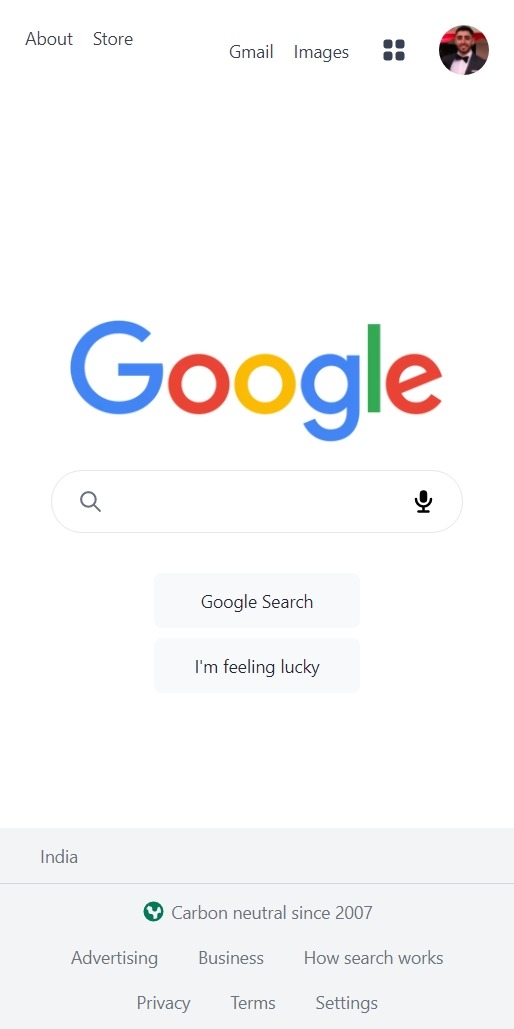 About Store
Gmail Images
Google
Google Search
I'm feeling lucky
India
Carbon neutral since 2007
Advertising Business How search works
Privacy Terms Settings